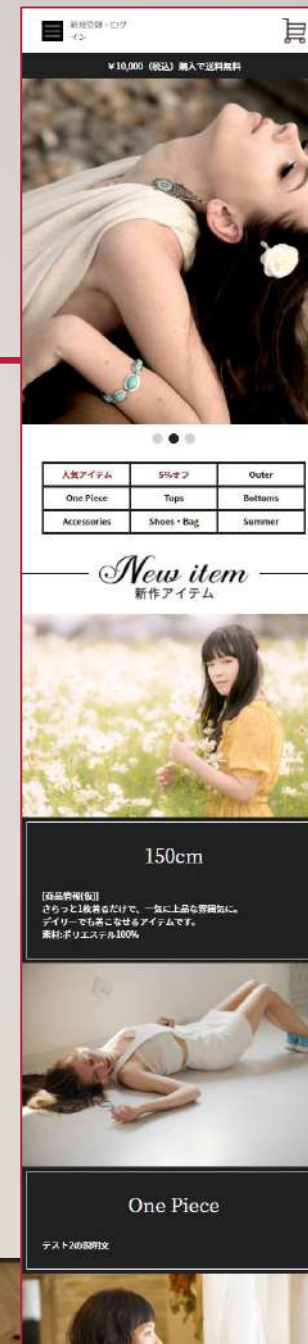 新規登録・ログ
イン
￥10,000（税込）購入で送料無料
人気アイテム
5%オフ
Outer
One Piece
Tops
Bottoms
Accessories
Shoes・Bag
Summer
New item
新作アイテム
150cm
[商品情報(仮)]
さらっと1枚着るだけで、一気に上品な雰囲気に。
デイリーでも着こなせるアイテムです。
素材:ポリエステル100%
One Piece
テスト2の説明文